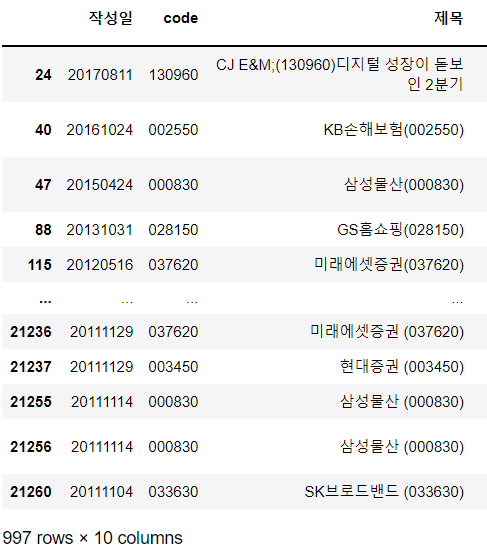 작성일 code 제목
24 20170811 130960 CJ E&M;(130960)디지털 성장이 돋보
인 2분기
40 20161024 002550 KB손해보험(002550)
47 20150424 000830 삼성물산(000830)
88 20131031 028150 GS홈쇼핑(028150)
115 20120516 037620 미래에셋증권(037620)
... ... ... ...
21236 20111129 037620 미래에셋증권 (037620)
21237 20111129 003450 현대증권 (003450)
21255 20111114 000830 삼성물산 (000830)
21256 20111114 000830 삼성물산 (000830)
21260 20111104 033630 SK브로드밴드 (033630)
997 rows × 10 columns